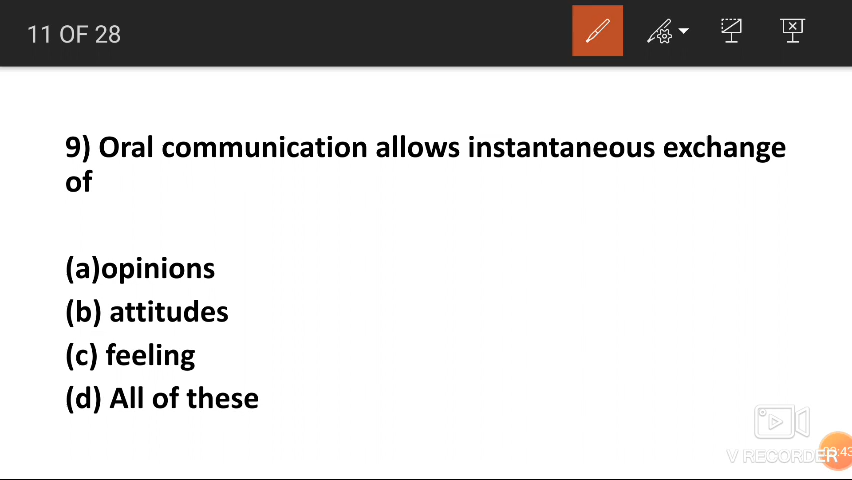 11 OF 28
9) Oral communication allows instantaneous exchange
of
(a)opinions
(b) attitudes
(c) feeling
(d) All of these
V RECORDER